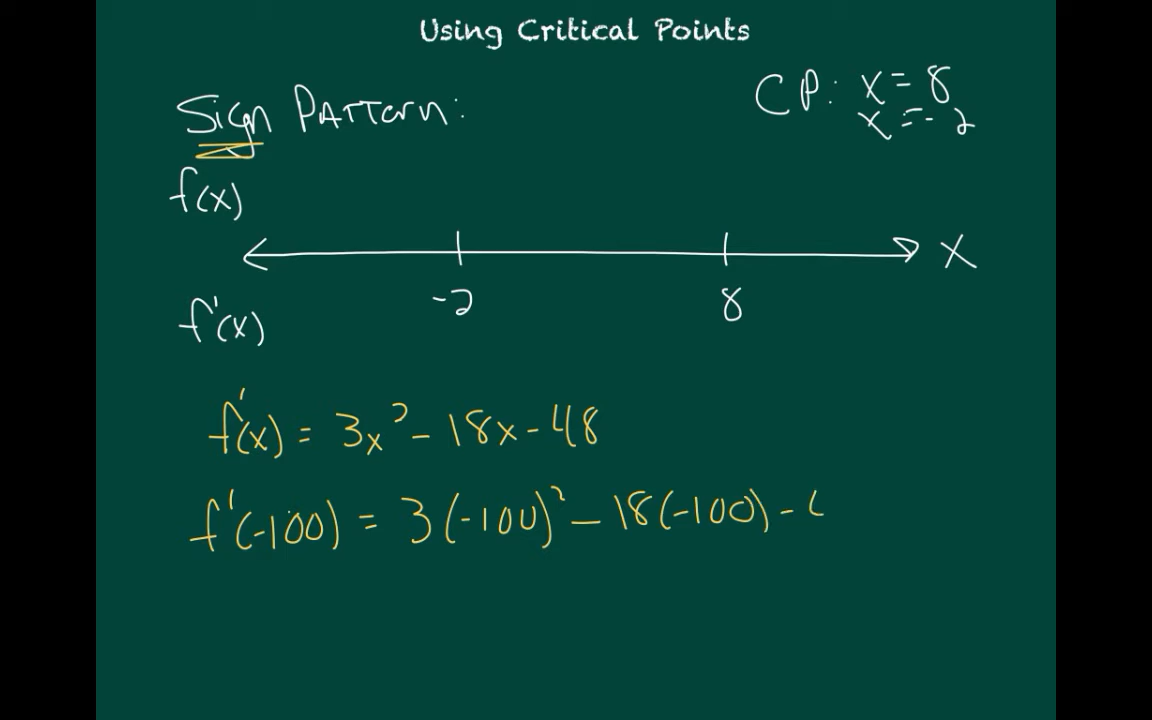 Using Critical Points
Sign Pattern:
CP: x = 8
x = -2
f(x)
x
-2 8
f'(x)
f'(x) = 3x² - 18x - 48
f'(-100) = 3(-100)² - 18(-100) -